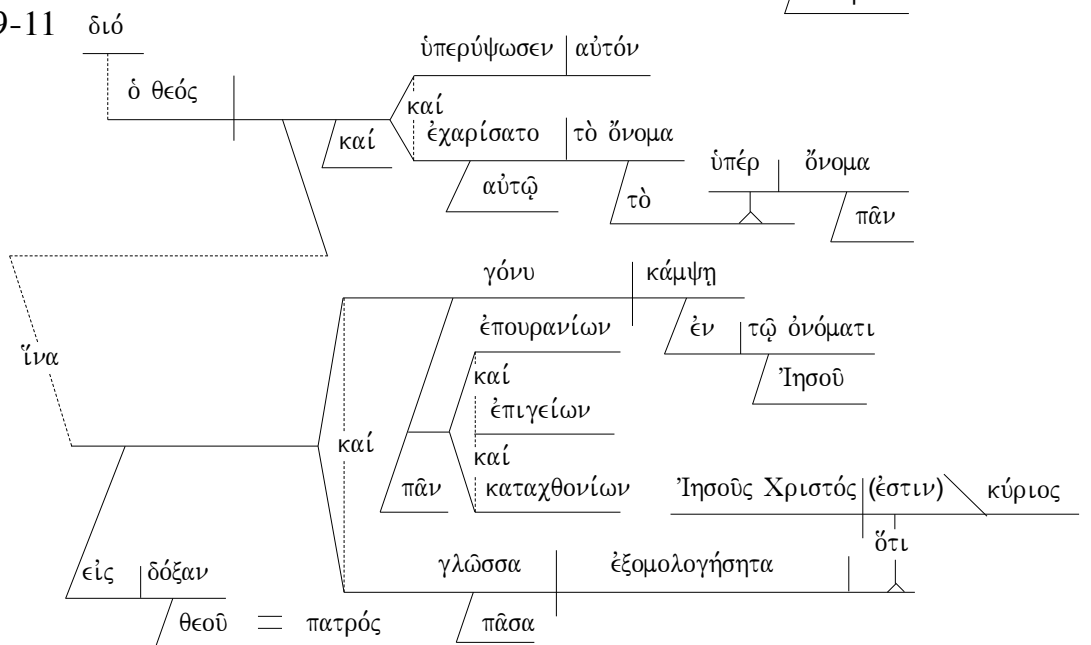 9-11 διό
ὁ θεός
ὑπερύψωσεν αὐτόν
καί
καί ἐχαρίσατο τὸ ὄνομα
αὐτῷ τὸ ὑπέρ ὄνομα
πᾶν
γόνυ κάμψῃ
ἵνα
ἐπουρανίων ἐν τῷ ὀνόματι
καί Ἰησοῦ
ἐπιγείων
καί καί
πᾶν καταχθονίων Ἰησοῦς Χριστός (ἐστιν) κύριος
ὅτι
εἰς δόξαν γλῶσσα ἐξομολογήσητα
θεοῦ = πατρός πᾶσα